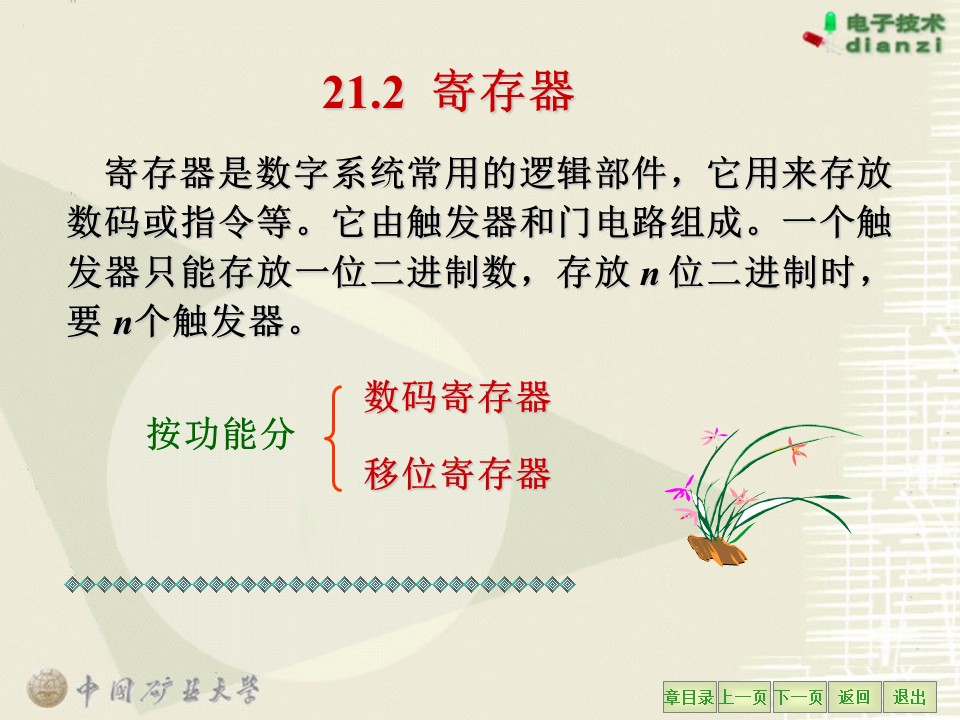 电子技术
dianzi
21.2 寄存器
寄存器是数字系统常用的逻辑部件，它用来存放
数码或指令等。它由触发器和门电路组成。一个触
发器只能存放一位二进制数，存放 n 位二进制时，
要 n个触发器。
数码寄存器
按功能分
移位寄存器
中国矿业大学
章目录 上一页 下一页 返回 退出